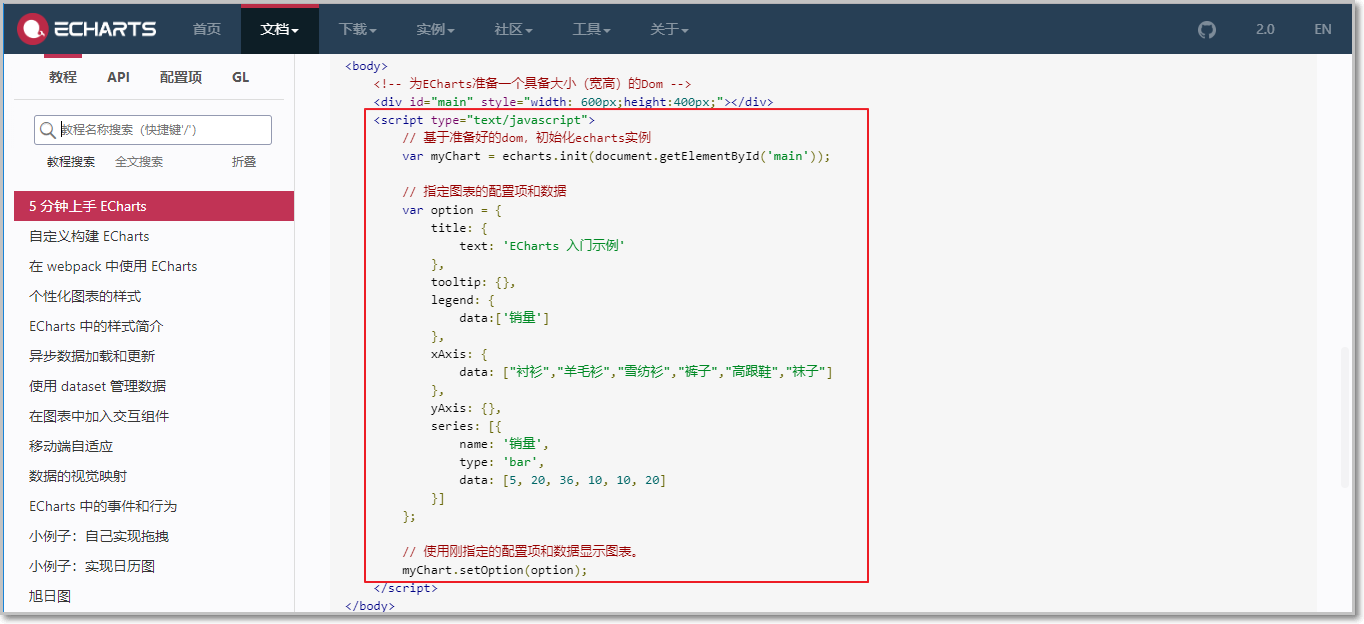 ECHARTS 首页 文档 下载 实例 社区 工具 关于 2.0 EN
教程 API 配置项 GL
教程名称搜索（快捷键'/'）
教程搜索 全文搜索 折叠
5 分钟上手 ECharts
自定义构建 ECharts
在 webpack 中使用 ECharts
个性化图表的样式
ECharts 中的样式简介
异步数据加载和更新
使用 dataset 管理数据
在图表中加入交互组件
移动端自适应
数据的视觉映射
ECharts 中的事件和行为
小例子：自己实现拖拽
小例子：实现日历图
旭日图
<body>
    <!-- 为ECharts准备一个具备大小（宽高）的Dom -->
    <div id="main" style="width: 600px;height:400px;"></div>
    <script type="text/javascript">
        // 基于准备好的dom，初始化echarts实例
        var myChart = echarts.init(document.getElementById('main'));
        // 指定图表的配置项和数据
        var option = {
            title: {
                text: 'ECharts 入门示例'
            },
            tooltip: {},
            legend: {
                data:['销量']
            },
            xAxis: {
                data: ["衬衫","羊毛衫","雪纺衫","裤子","高跟鞋","袜子"]
            },
            yAxis: {},
            series: [{
                name: '销量',
                type: 'bar',
                data: [5, 20, 36, 10, 10, 20]
            }]
        };
        // 使用刚指定的配置项和数据显示图表。
        myChart.setOption(option);
    </script>
</body>